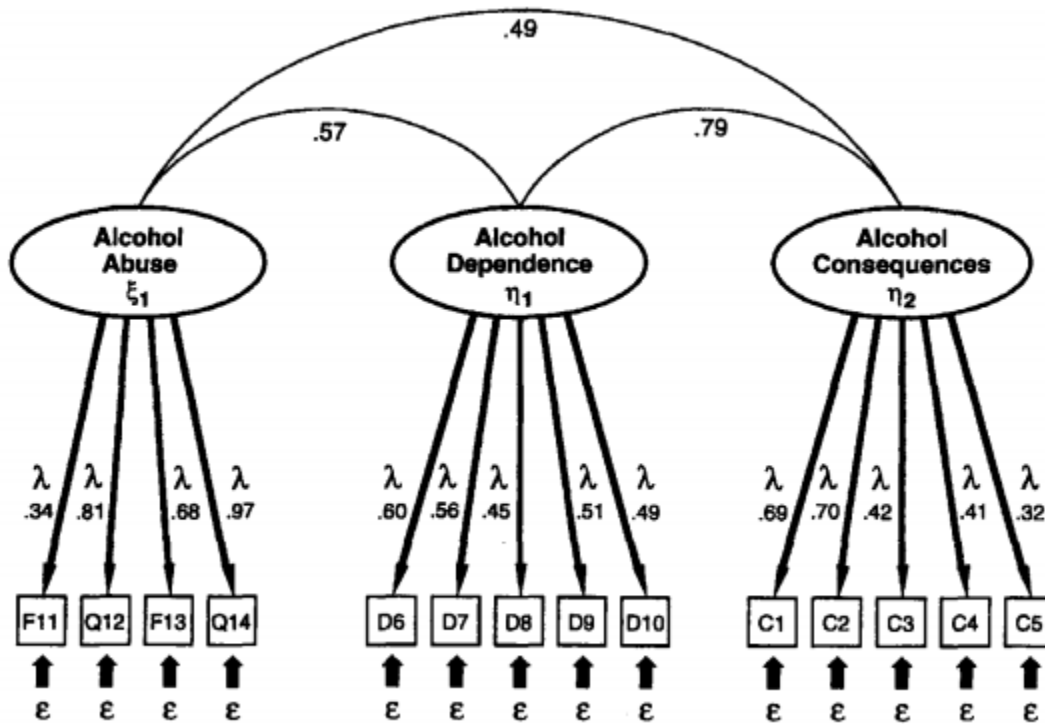 .49
.57
.79
Alcohol Abuse ξ1
Alcohol Dependence η1
Alcohol Consequences η2
λ λ λ λ
.34 .81 .68 .97
λ λ λ λ
.60 .56 .45 .51 .49
λ λ λ λ
.69 .70 .42 .41 .32
F11 Q12 F13 Q14
D6 D7 D8 D9 D10
C1 C2 C3 C4 C5
ε ε ε ε
ε ε ε ε ε
ε ε ε ε ε